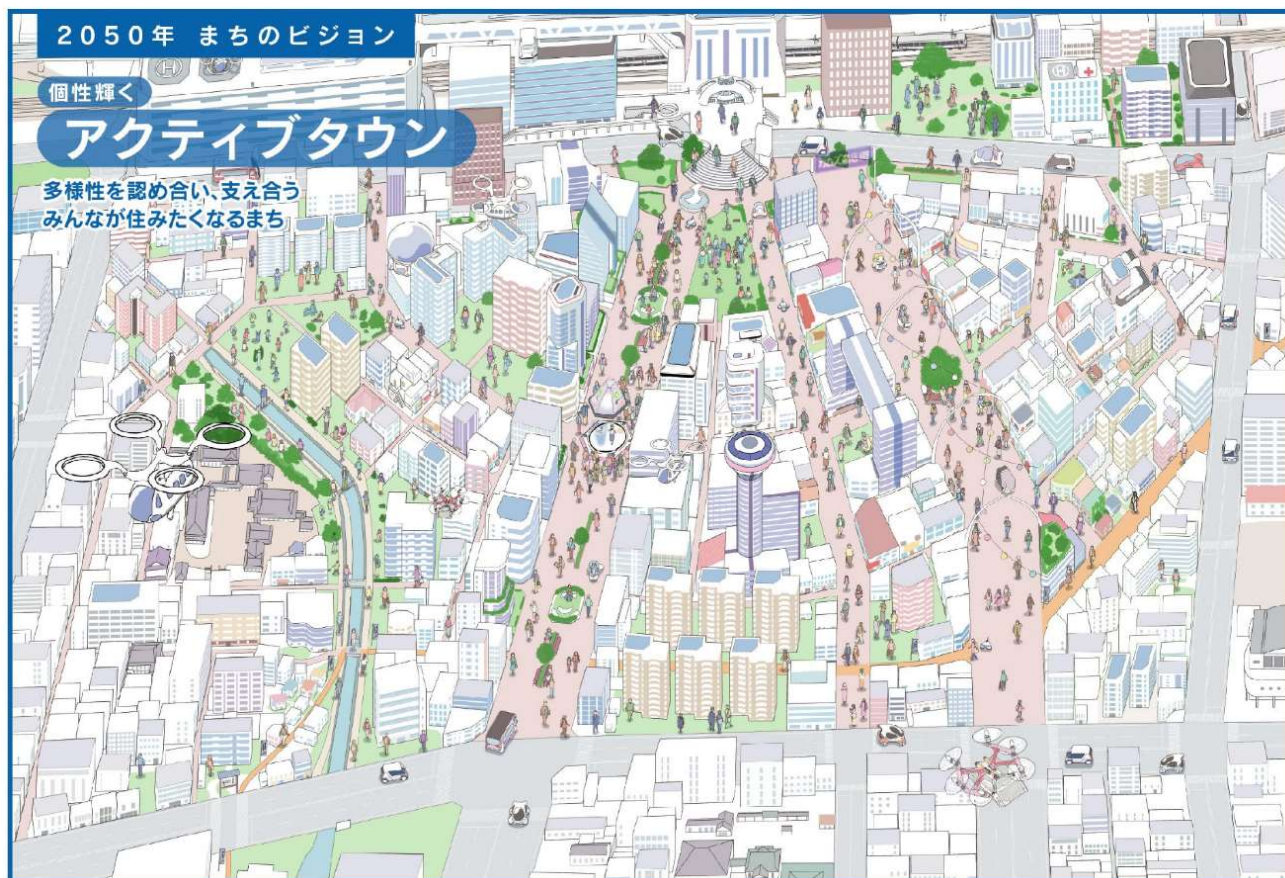 2050年 まちのビジョン
個性輝く
アクティブタウン
多様性を認め合い、支え合う
みんなが住みたくなるまち
H
H